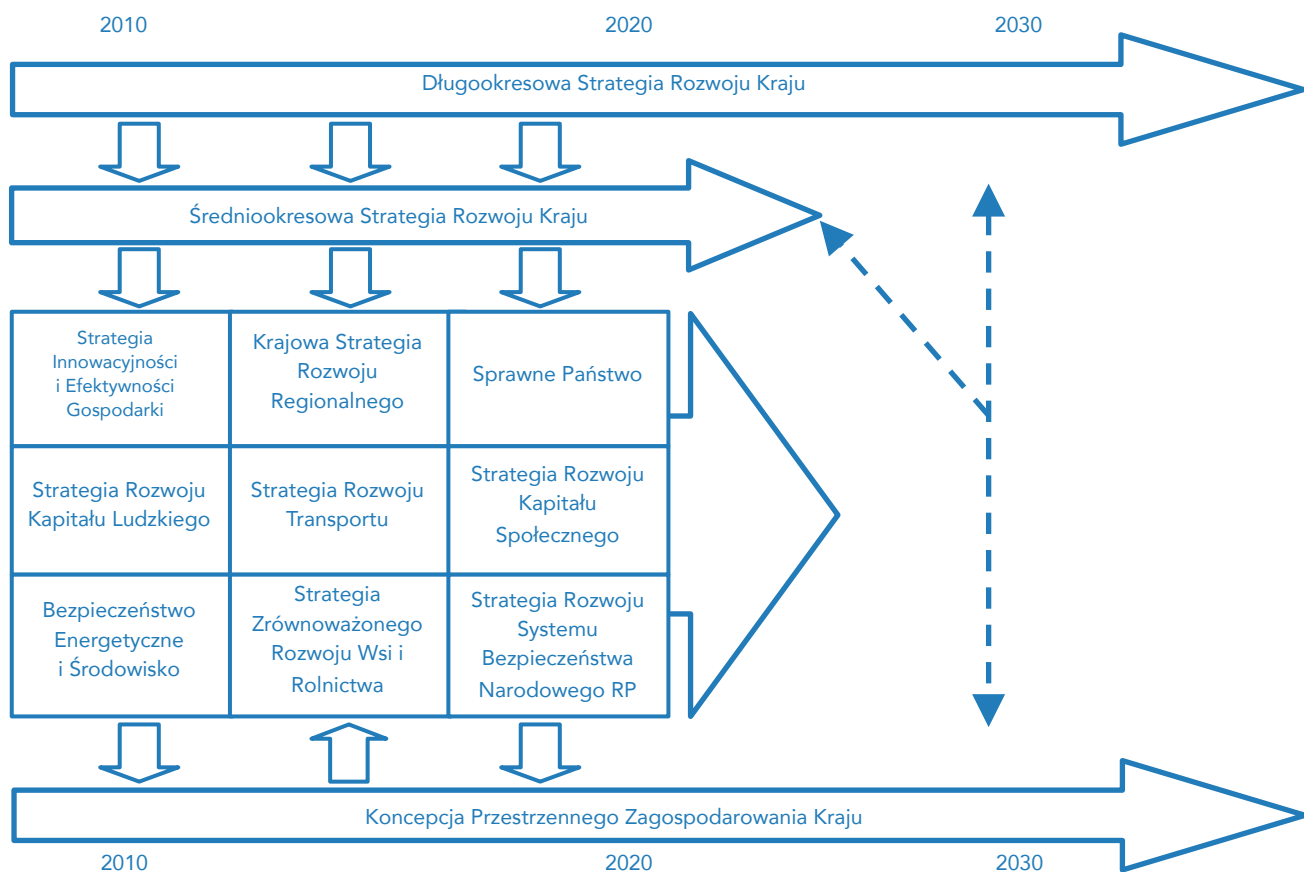 2010
2020
2030
Długookresowa Strategia Rozwoju Kraju
Średniookresowa Strategia Rozwoju Kraju
Strategia
Innowacyjności
i Efektywności
Gospodarki
Krajowa Strategia
Rozwoju
Regionalnego
Sprawne Państwo
Strategia Rozwoju
Kapitału Ludzkiego
Strategia Rozwoju
Transportu
Strategia Rozwoju
Kapitału
Społecznego
Bezpieczeństwo
Energetyczne
i Środowisko
Strategia
Zrównoważonego
Rozwoju Wsi i
Rolnictwa
Strategia Rozwoju
Systemu
Bezpieczeństwa
Narodowego RP
Koncepcja Przestrzennego Zagospodarowania Kraju
2010
2020
2030